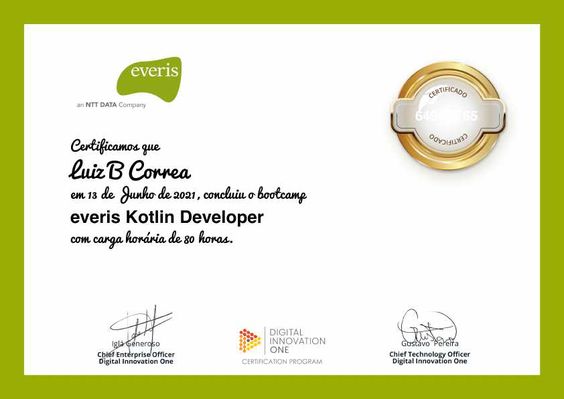 everis
an NTT DATA Company
CERTIFICADO
CERTIFICADO
Certificamos que
Luiz B Correa
em 13 de Junho de 2021, concluiu o bootcamp
everis Kotlin Developer
com carga horária de 80 horas.
Iglá Generoso
Chief Enterprise Officer
Digital Innovation One
DIGITAL
INNOVATION
ONE
CERTIFICATION PROGRAM
Gustavo Pereira
Chief Technology Officer
Digital Innovation One